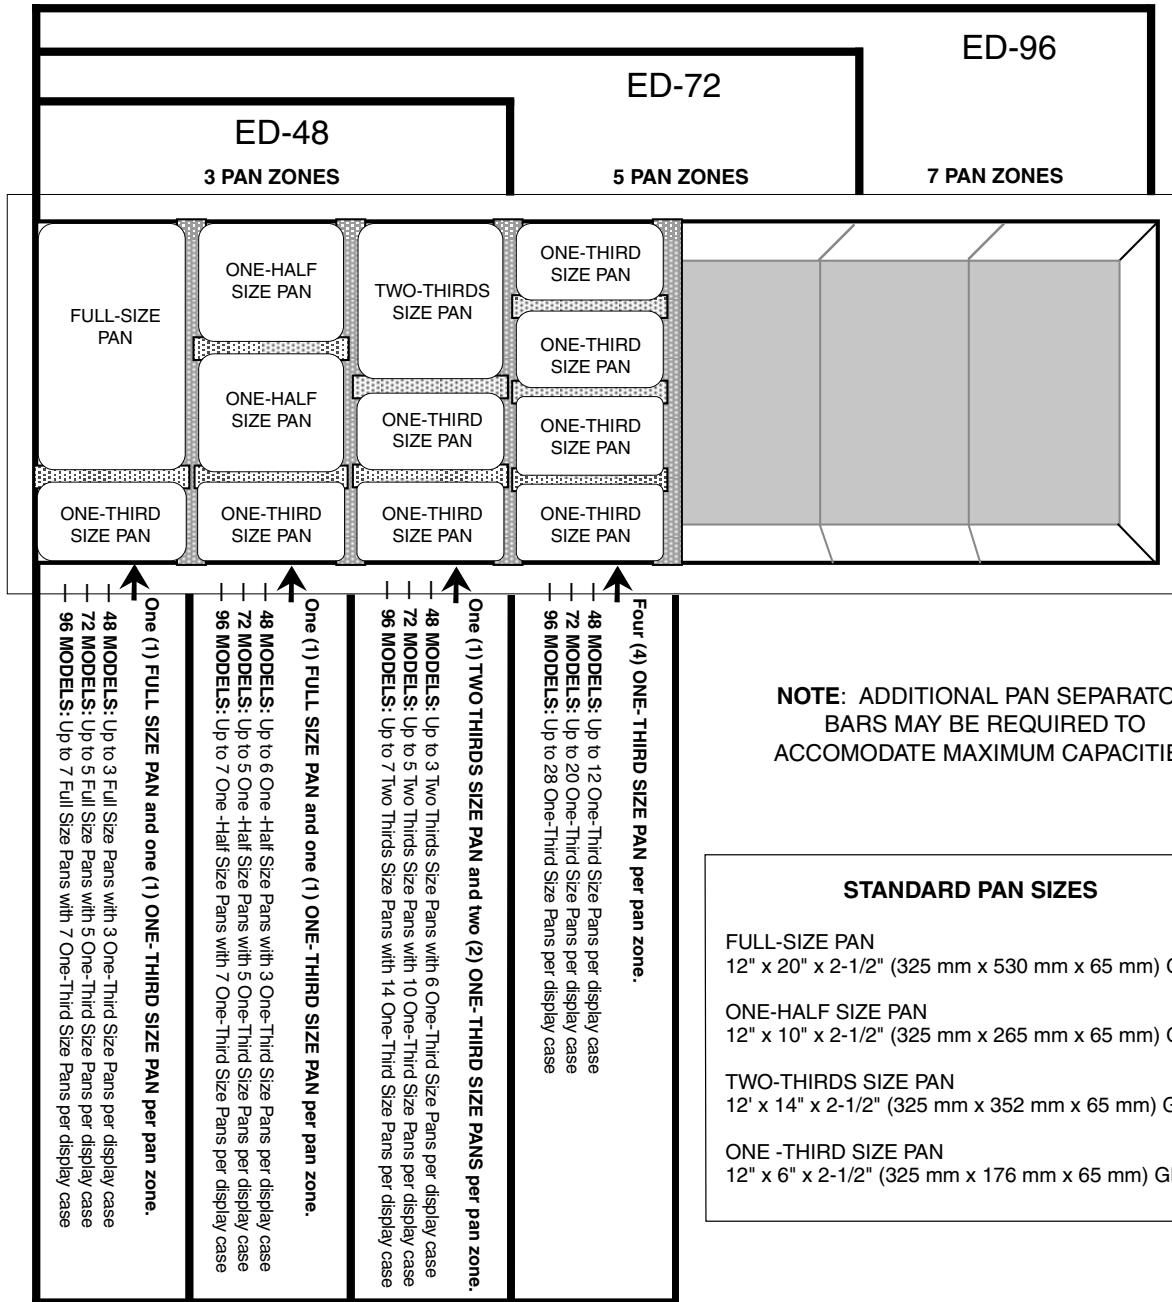 ED-96
ED-72
ED-48
3 PAN ZONES
5 PAN ZONES
7 PAN ZONES
FULL-SIZE
PAN
ONE-THIRD
SIZE PAN
ONE-HALF
SIZE PAN
ONE-HALF
SIZE PAN
ONE-THIRD
SIZE PAN
TWO-THIRDS
SIZE PAN
ONE-THIRD
SIZE PAN
ONE-THIRD
SIZE PAN
ONE-THIRD
SIZE PAN
ONE-THIRD
SIZE PAN
ONE-THIRD
SIZE PAN
ONE-THIRD
SIZE PAN
One (1) FULL SIZE PAN and one (1) ONE- THIRD SIZE PAN per pan zone.
— 48 MODELS: Up to 3 Full Size Pans with 3 One-Third Size Pans per display case
— 72 MODELS: Up to 5 Full Size Pans with 5 One-Third Size Pans per display case
— 96 MODELS: Up to 7 Full Size Pans with 7 One-Third Size Pans per display case
One (1) FULL SIZE PAN and one (1) ONE- THIRD SIZE PAN per pan zone.
— 48 MODELS: Up to 6 One -Half Size Pans with 3 One-Third Size Pans per display case
— 72 MODELS: Up to 5 One -Half Size Pans with 5 One-Third Size Pans per display case
— 96 MODELS: Up to 7 One -Half Size Pans with 7 One-Third Size Pans per display case
One (1) TWO THIRDS SIZE PAN and two (2) ONE- THIRD SIZE PANS per pan zone.
— 48 MODELS: Up to 3 Two Thirds Size Pans with 6 One-Third Size Pans per display case
— 72 MODELS: Up to 5 Two Thirds Size Pans with 10 One-Third Size Pans per display case
— 96 MODELS: Up to 7 Two Thirds Size Pans with 14 One-Third Size Pans per display case
Four (4) ONE- THIRD SIZE PAN per pan zone.
— 48 MODELS: Up to 12 One-Third Size Pans per display case
— 72 MODELS: Up to 20 One-Third Size Pans per display case
— 96 MODELS: Up to 28 One-Third Size Pans per display case
NOTE: ADDITIONAL PAN
BARS MAY BE REQUIRED TO
ACCOMODATE MAXIMUM
STANDARD PAN SIZES
FULL-SIZE PAN
12" x 20" x 2-1/2" (325 mm x 530 mm x 65 mm)
ONE-HALF SIZE PAN
12" x 10" x 2-1/2" (325 mm x 265 mm x 65 mm)
TWO-THIRDS SIZE PAN
12' x 14" x 2-1/2" (325 mm x 352 mm x 65 mm)
ONE -THIRD SIZE PAN
12" x 6" x 2-1/2" (325 mm x 176 mm x 65 mm)